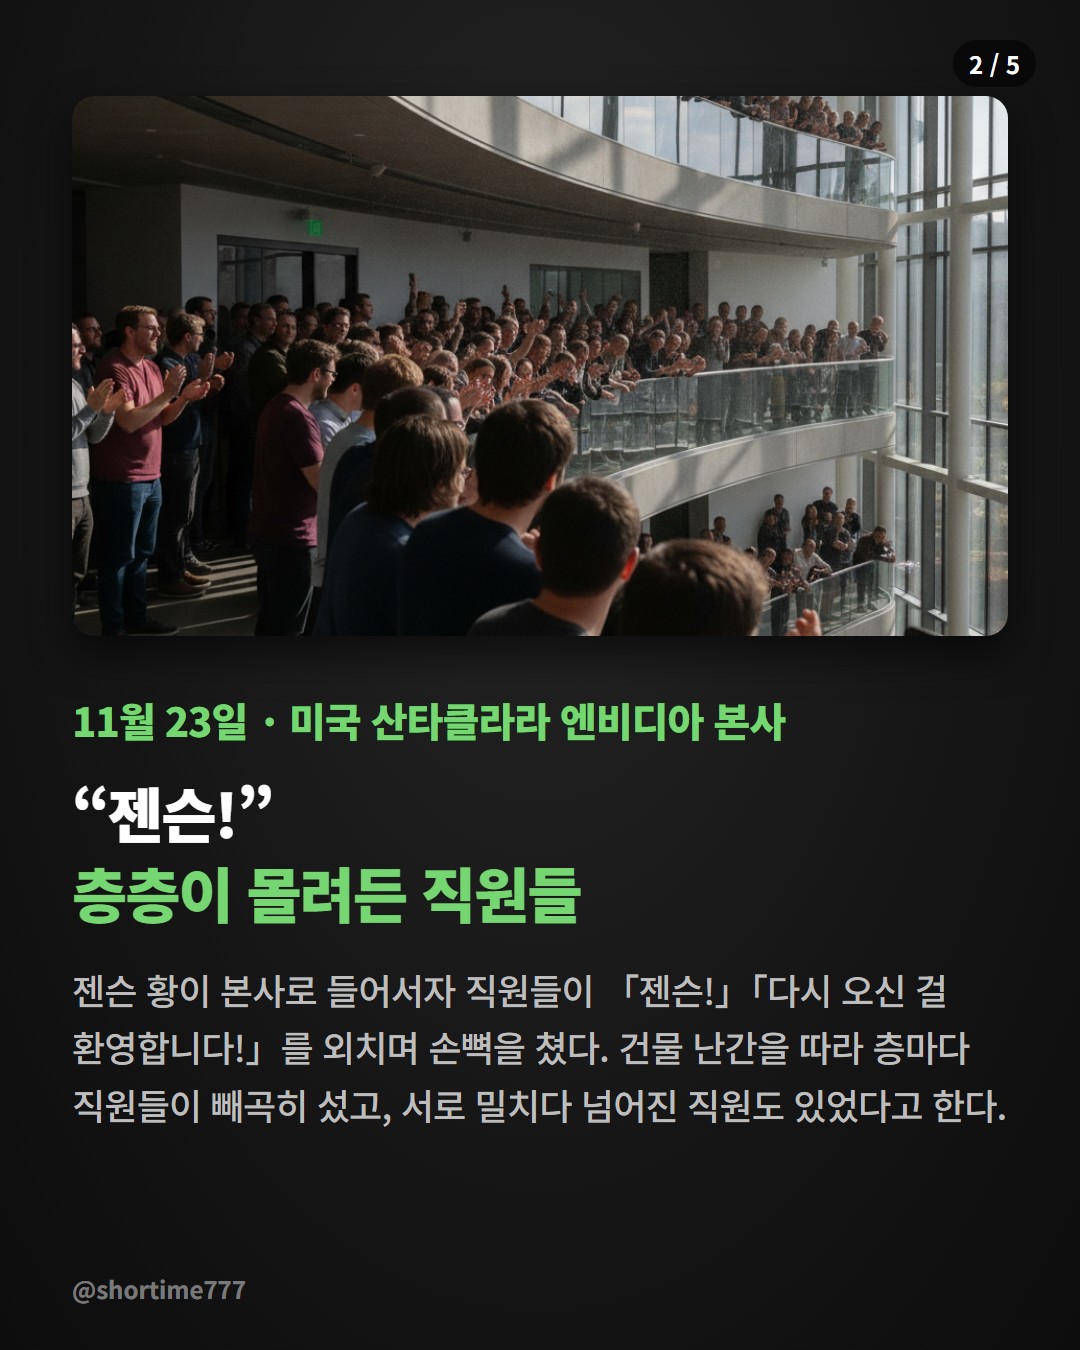 2 / 5
11월 23일 · 미국 산타클라라 엔비디아 본사
“젠슨!”
층층이 몰려든 직원들
젠슨 황이 본사로 들어서자 직원들이 「젠슨!」「다시 오신 걸
환영합니다!」를 외치며 손뼉을 쳤다. 건물 난간을 따라 층마다
직원들이 빼곡히 섰고, 서로 밀치다 넘어진 직원도 있었다고 한다.
@shortime777